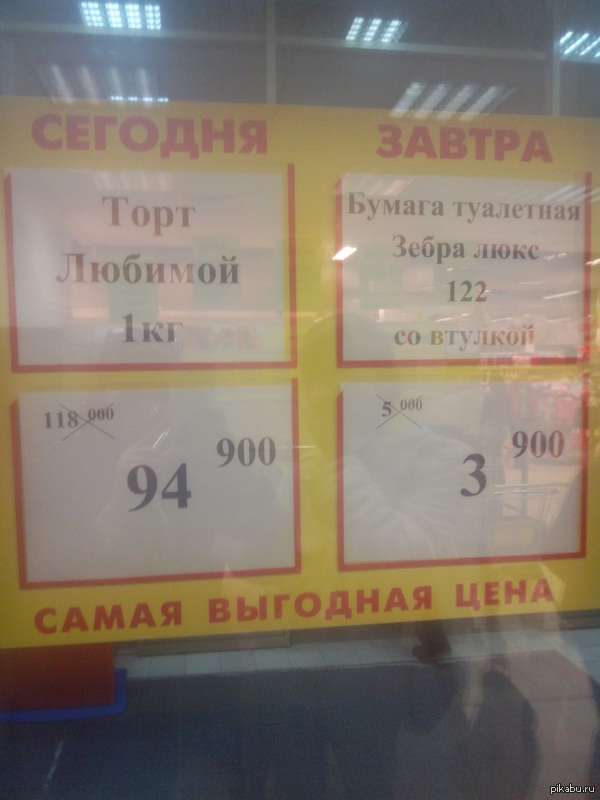 СЕГОДНЯ
Торт
Любимой
1кг
118 000
94 900
ЗАВТРА
Бумага туалетная
Зебра люкс
122
со втулкой
5 000
3 900
САМАЯ ВЫГОДНАЯ ЦЕНА
pikabu.ru